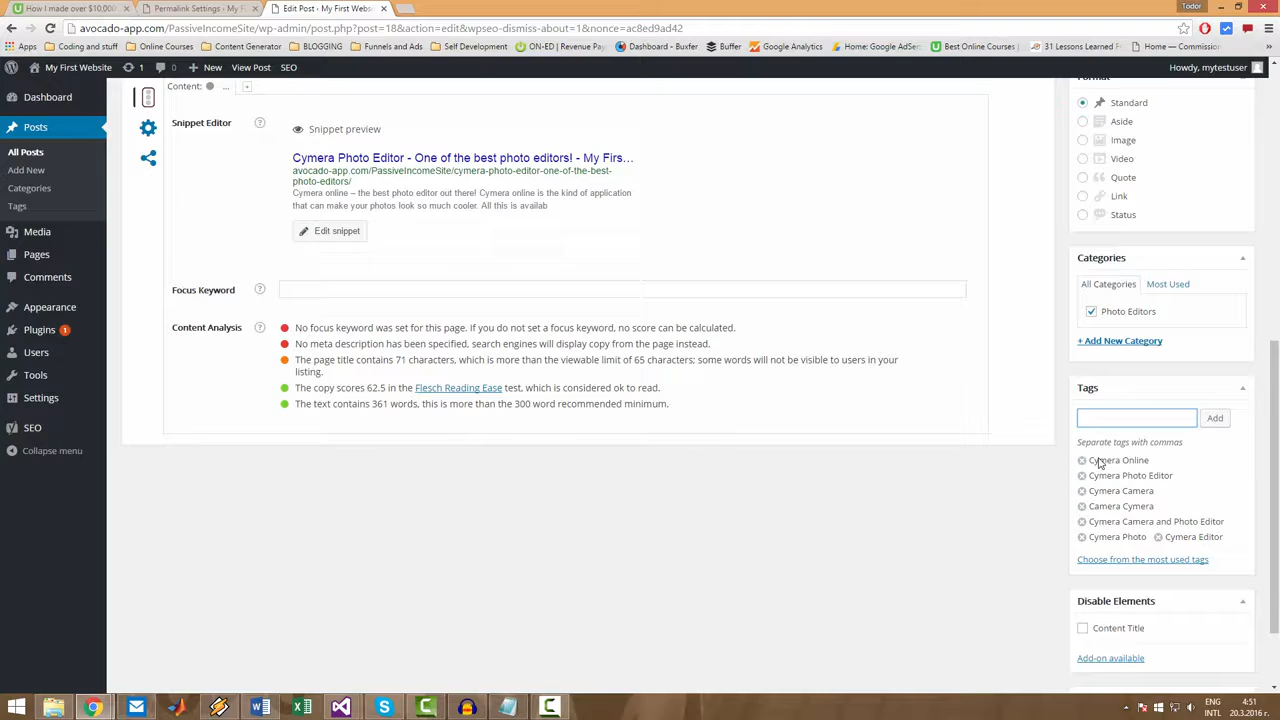 How I made over $10,000
Permalink Settings ‹ My Fi
Edit Post ‹ My First Webs
Todor
avocado-app.com/PassiveIncomeSite/wp-admin/post.php?post=18&action=edit&wpseo-dismiss-about=1&nonce=ac8ed9ad42
Apps
Coding and stuff
Online Courses
Content Generator
BLOGGING
Funnels and Ads
Self Development
ON-ED | Revenue Pay
Dashboard - Buxfer
Buffer
Google Analytics
Home: Google AdSe
Best Online Courses
31 Lessons Learned F
Home — Commissio
My First Website
1
0
New
View Post
SEO
Howdy, mytestuser
Dashboard
Posts
All Posts
Add New
Categories
Tags
Media
Pages
Comments
Appearance
Plugins 1
Users
Tools
Settings
SEO
Collapse menu
Content: ...
Snippet Editor
Snippet preview
Cymera Photo Editor - One of the best photo editors! - My Firs...
avocado-app.com/PassiveIncomeSite/cymera-photo-editor-one-of-the-best-
photo-editors/
Cymera online – the best photo editor out there! Cymera online is the kind of application
that can make your photos look so much cooler. All this is availab
Edit snippet
Focus Keyword
Content Analysis
No focus keyword was set for this page. If you do not set a focus keyword, no score can be calculated.
No meta description has been specified, search engines will display copy from the page instead.
The page title contains 71 characters, which is more than the viewable limit of 65 characters; some words will not be visible to users in your
listing.
The copy scores 62.5 in the Flesch Reading Ease test, which is considered ok to read.
The text contains 361 words, this is more than the 300 word recommended minimum.
Format
Standard
Aside
Image
Video
Quote
Link
Status
Categories
All Categories
Most Used
Photo Editors
+ Add New Category
Tags
Add
Separate tags with commas
Cymera Online
Cymera Photo Editor
Cymera Camera
Camera Cymera
Cymera Camera and Photo Editor
Cymera Photo
Cymera Editor
Choose from the most used tags
Disable Elements
Content Title
Add-on available
ENG
INTL
4:51
20.3.2016 г.